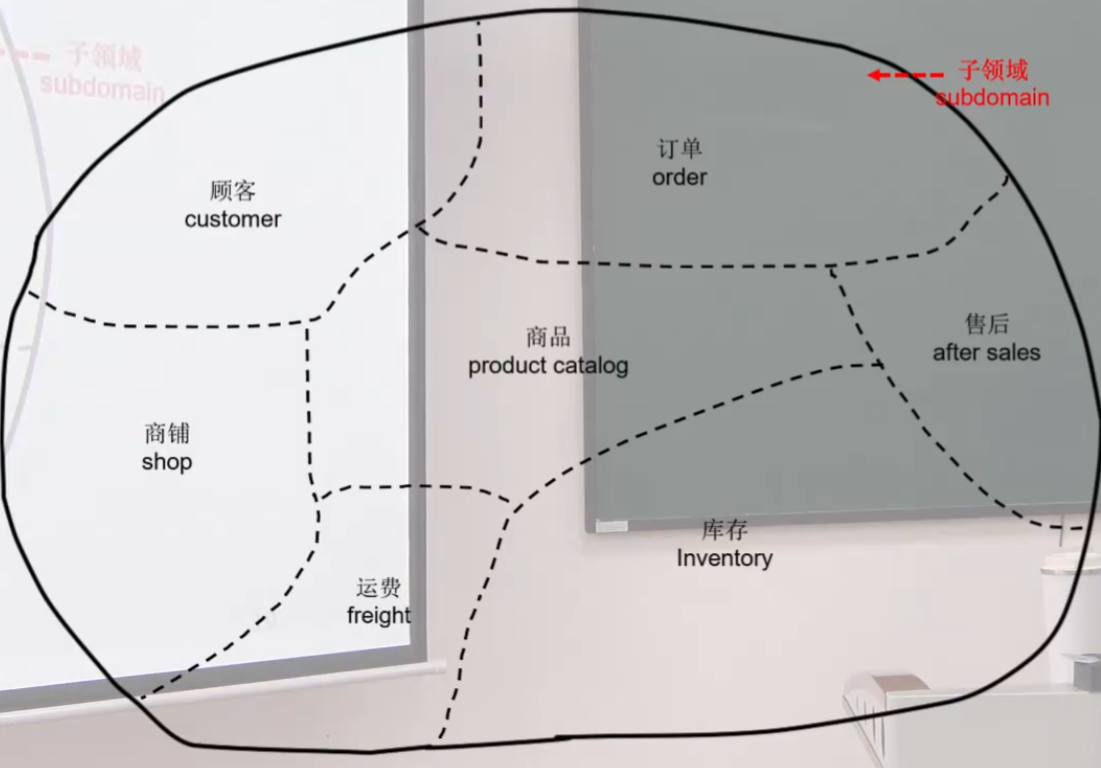 子领域
subdomain
子领域
subdomain
订单
order
顾客
customer
售后
after sales
商品
product catalog
商铺
shop
库存
Inventory
运费
freight